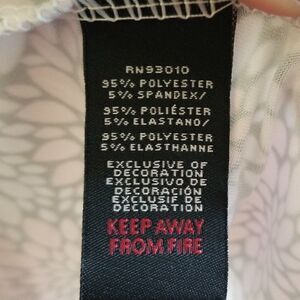 RN93010
95% POLYESTER
5% SPANDEX/
95% POLIÉSTER
5% ELASTANO/
95% POLYESTER
5% ELASTHANNE
EXCLUSIVE OF
DECORATION
EXCLUSIVO DE
DECORACIÓN
EXCLUSIF DE
DECORATION
KEEP AWAY
FROM FIRE